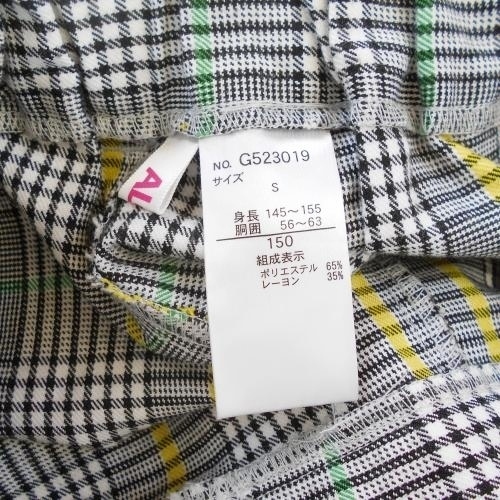 NO. G523019
サイズ
S
身長 145〜155
胴囲 56〜63
150
組成表示
ポリエステル 65%
レーヨン 35%